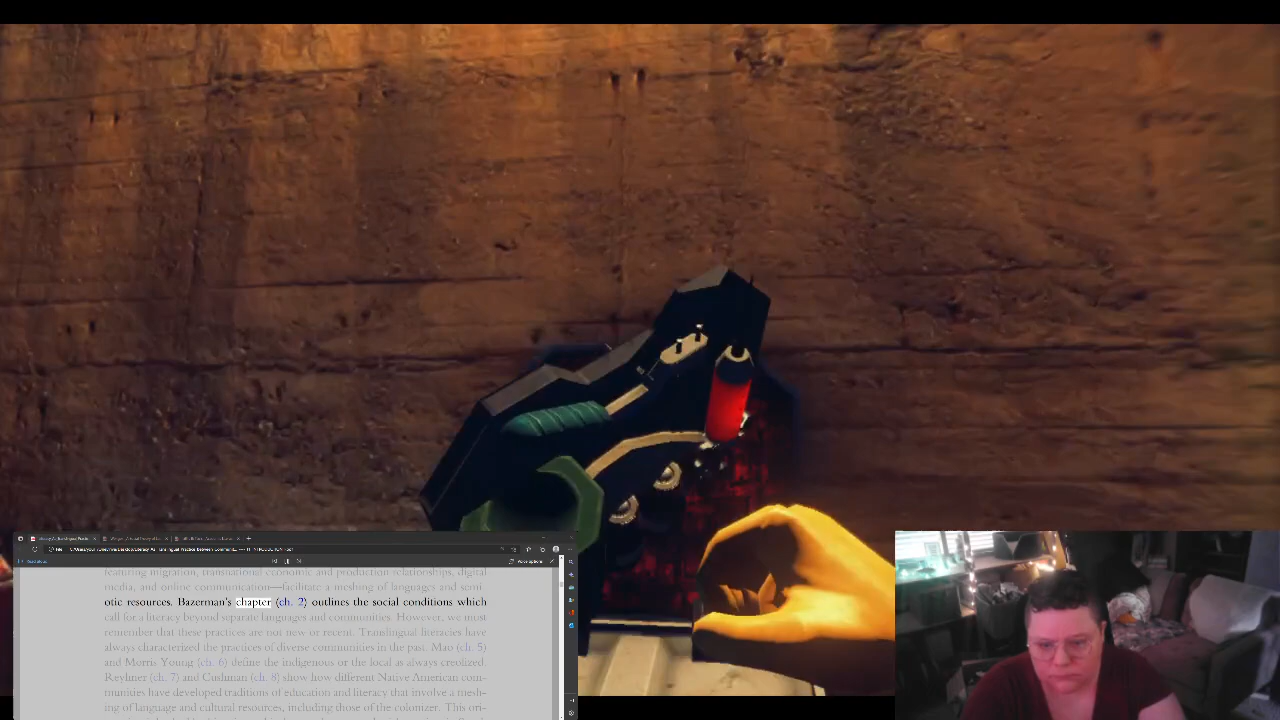 Voice options
featuring migration, transnational economic and production relationships, digital
media, and online communication—facilitate a meshing of languages and semi-
otic resources. Bazerman's chapter (ch. 2) outlines the social conditions which
call for a literacy beyond separate languages and communities. However, we most
remember that these practices are not new or recent. Translingual literacies have
always characterized the practices of diverse communities in the past. Mao (ch. 5)
and Morris Young (ch. 6) define the indigenous or the local as always creolized.
Reyhner (ch. 7) and Cushman (ch. 8) show how different Native American com-
munities have developed traditions of education and literacy that involve a mesh-
ing of language and cultural resources, including those of the colonizer. This ori-